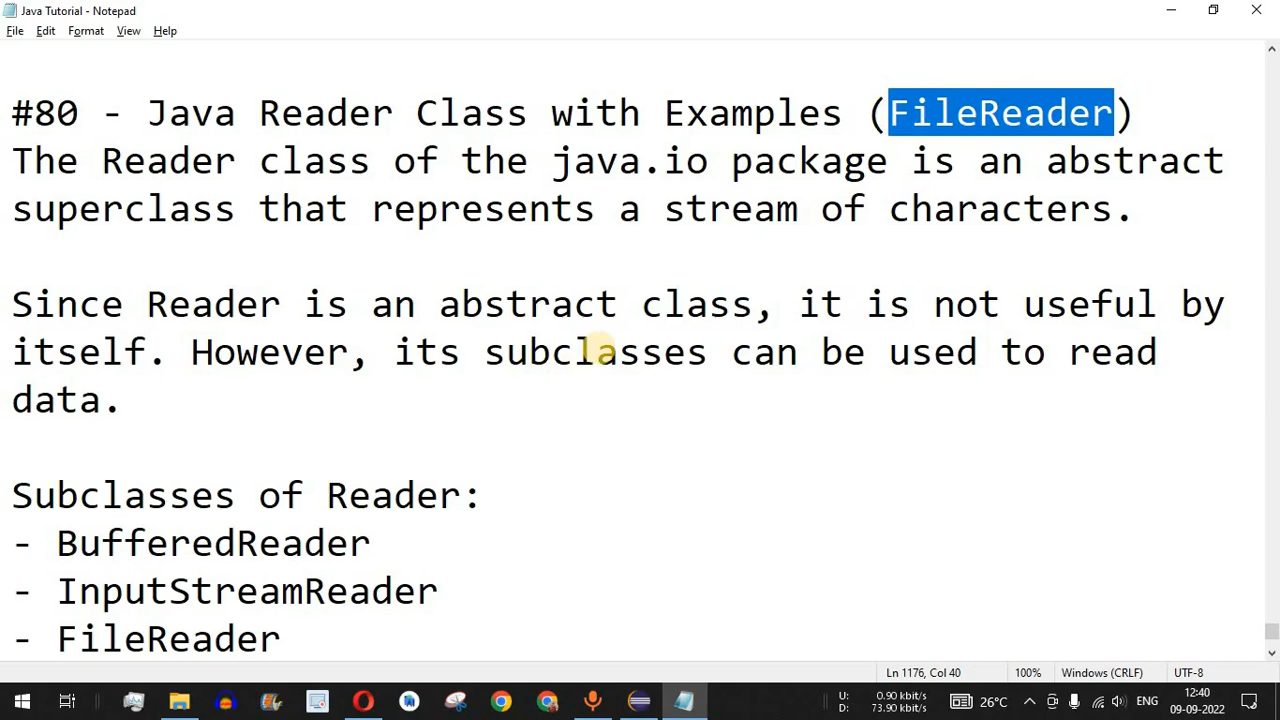 Java Tutorial - Notepad
File Edit Format View Help
#80 - Java Reader Class with Examples (FileReader)
The Reader class of the java.io package is an abstract
superclass that represents a stream of characters.
Since Reader is an abstract class, it is not useful by
itself. However, its subclasses can be used to read
data.
Subclasses of Reader:
- BufferedReader
- InputStreamReader
- FileReader
Ln 1176, Col 40 100% Windows (CRLF) UTF-8
U: 0.90 kbit/s
D: 73.90 kbit/s
26°C
ENG
12:40
09-09-2022